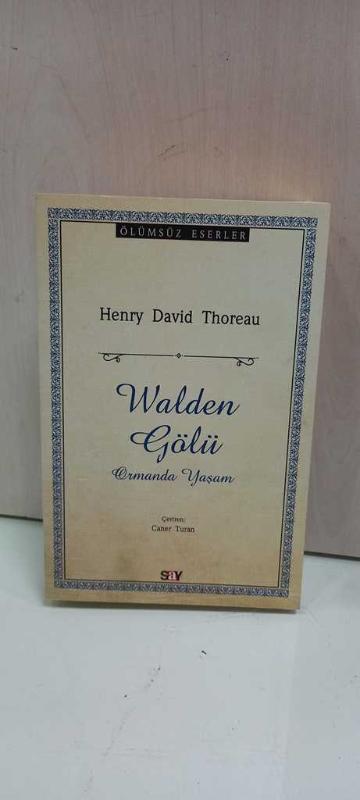 ÖLÜMSÜZ ESERLER
Henry David Thoreau
Walden
Gölü
Ormanda Yaşam
Çeviren:
Caner Turan
say